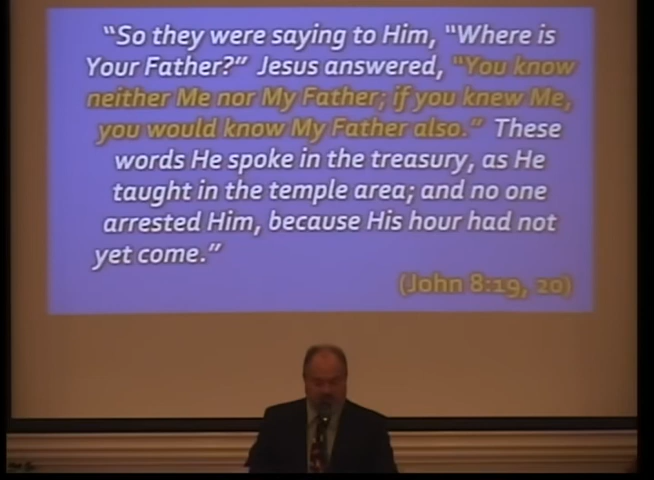 “So they were saying to Him, “Where is
Your Father?” Jesus answered, “You know
neither Me nor My Father; if you knew Me,
you would know My Father also.” These
words He spoke in the treasury, as He
taught in the temple area; and no one
arrested Him, because His hour had not
yet come.”
(John 8:19, 20)